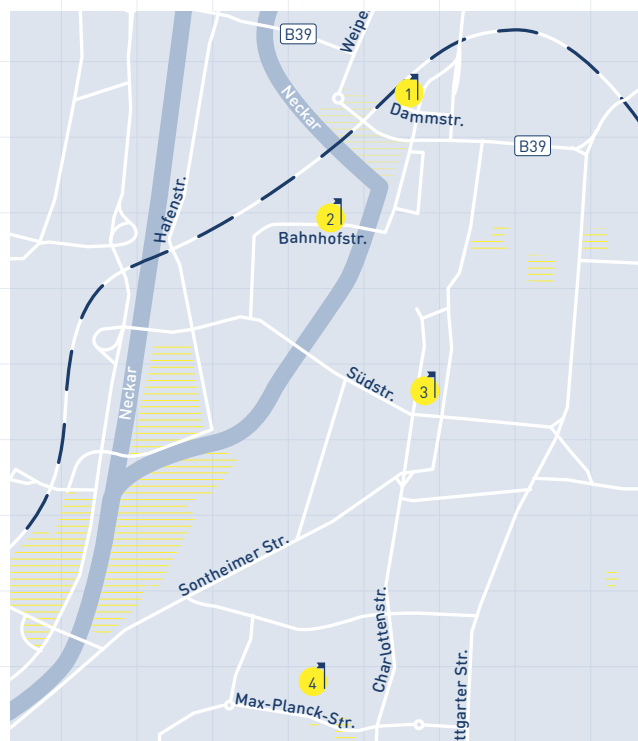 Weipe
B39
1
Neckar
Dammstr.
B39
Hafenstr.
2
Bahnhofstr.
Neckar
Südstr.
3
Sontheimer Str.
Charlottenstr.
4
ttgarter Str.
Max-Planck-Str.